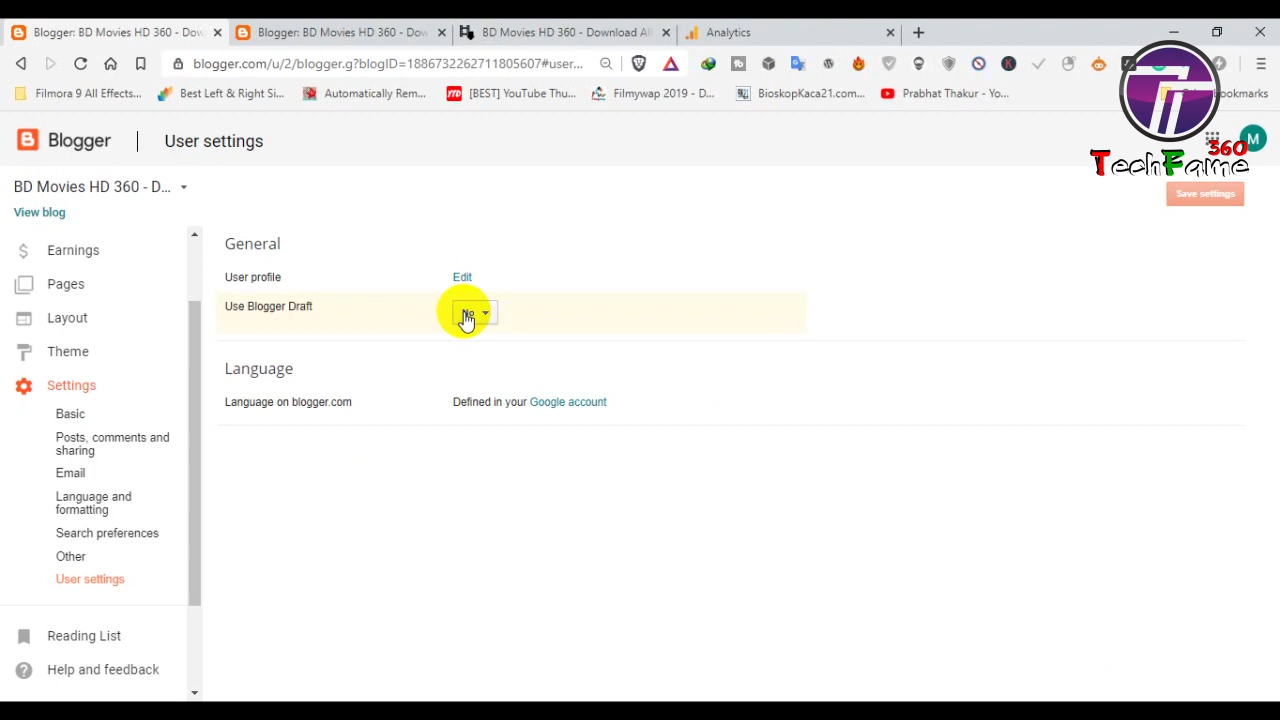 Blogger: BD Movies HD 360 - Dow
Blogger: BD Movies HD 360 - Dow
BD Movies HD 360 - Download All
Analytics
blogger.com/u/2/blogger.g?blogID=1886732262711805607#user...
Filmora 9 All Effects...
Best Left & Right Si...
Automatically Rem...
[BEST] YouTube Thu...
Filmywap 2019 - D...
BioskopKaca21.com...
Prabhat Thakur - Yo...
bookmarks
Blogger
User settings
M
360
TechFame
BD Movies HD 360 - D...
Save settings
View blog
Earnings
Pages
Layout
Theme
Settings
Basic
Posts, comments and
sharing
Email
Language and
formatting
Search preferences
Other
User settings
Reading List
Help and feedback
General
User profile
Edit
Use Blogger Draft
No
Language
Language on blogger.com
Defined in your Google account